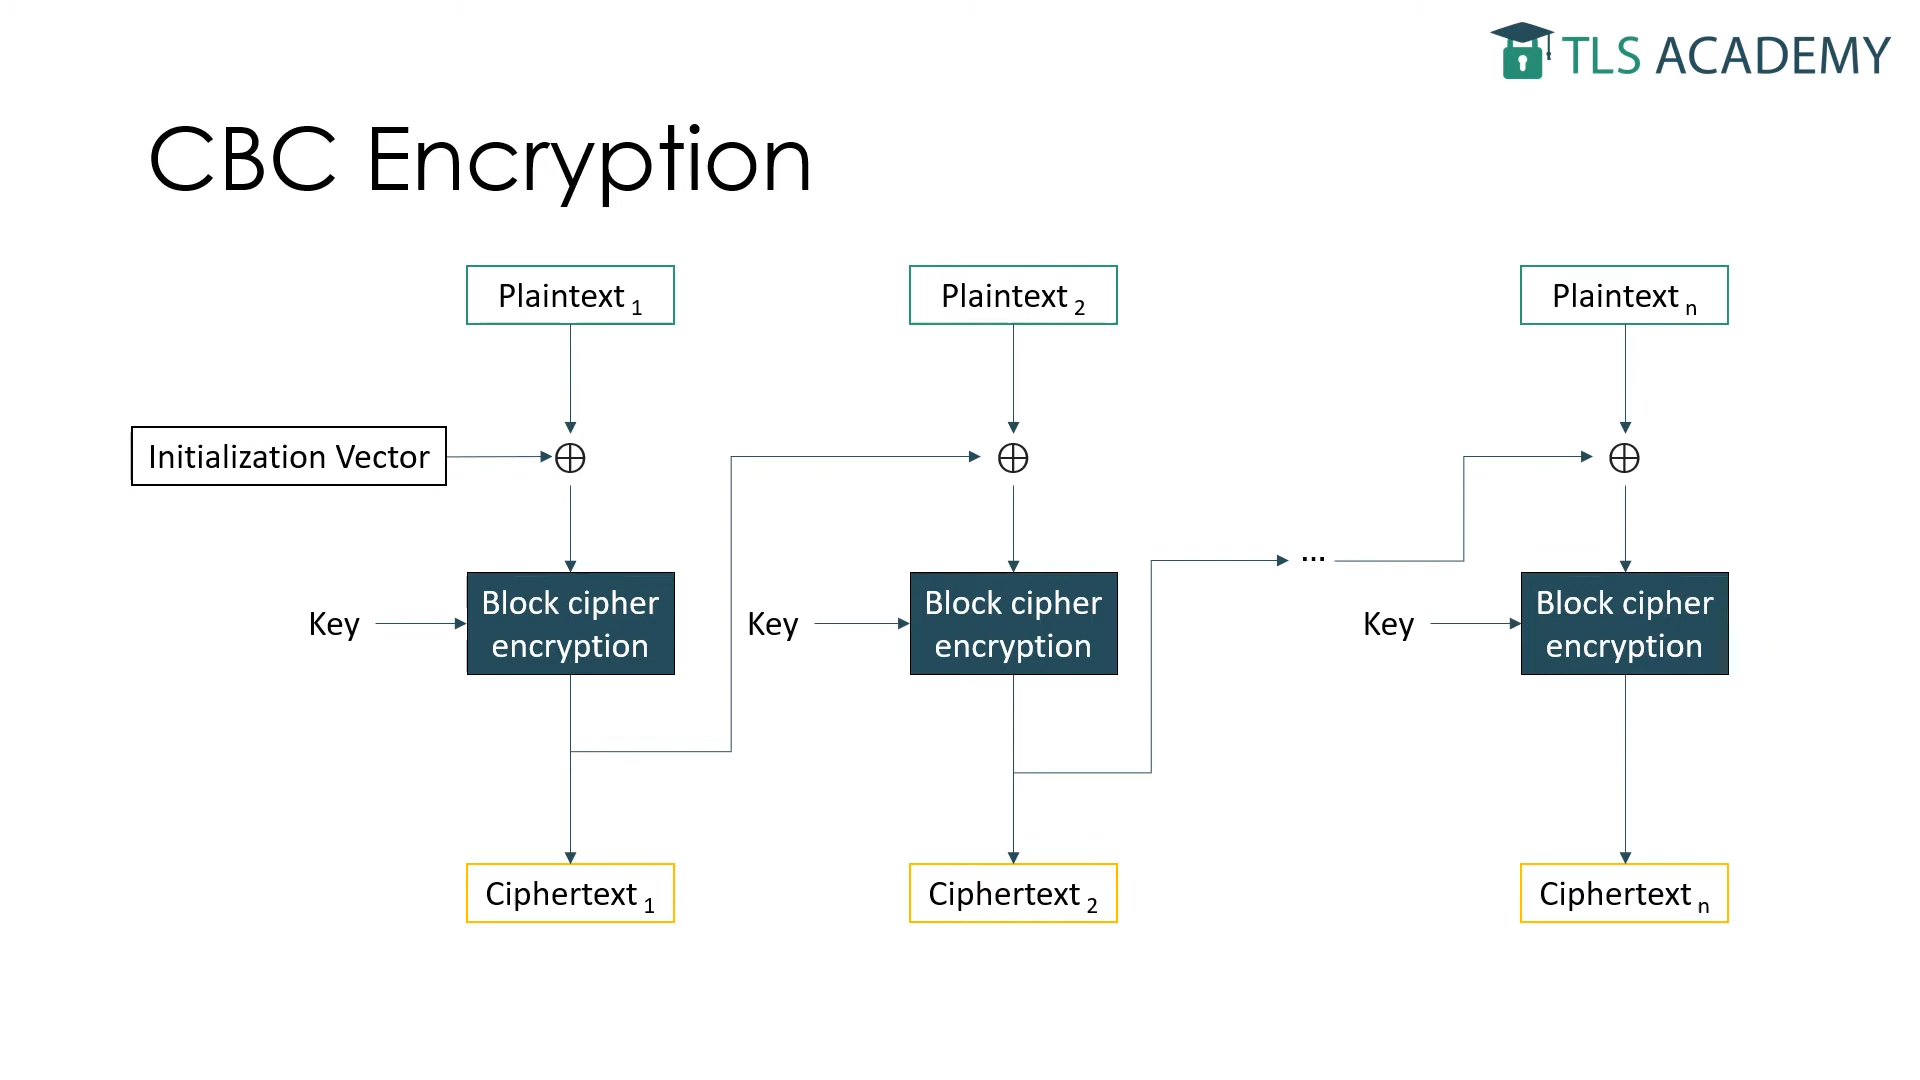 TLS ACADEMY
CBC Encryption
Plaintext 1
Plaintext 2
Plaintext n
Initialization Vector
...
Key
Block cipher
encryption
Key
Block cipher
encryption
Key
Block cipher
encryption
Ciphertext 1
Ciphertext 2
Ciphertext n